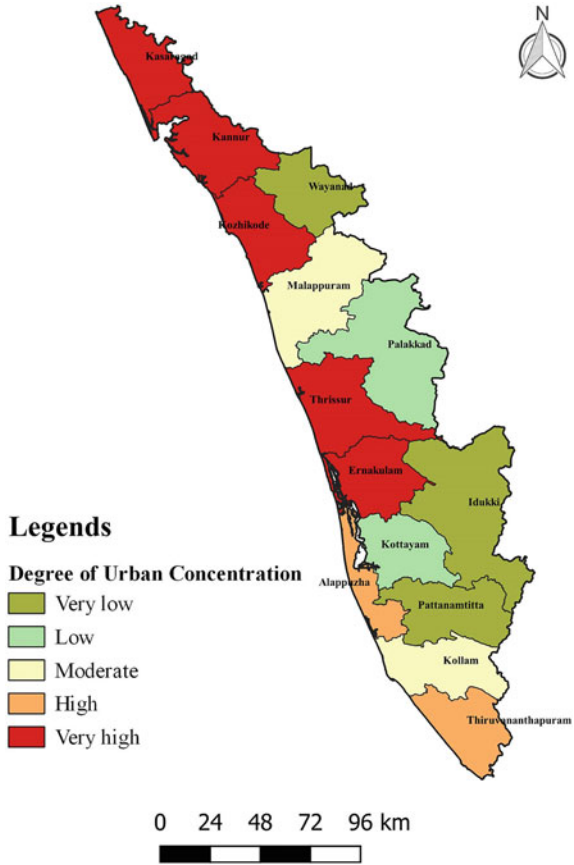 N
Kasaragod
Kannur
Wayanad
Kozhikode
Malappuram
Palakkad
Thrissur
Ernakulam
Idukki
Kottayam
Alappuzha
Pattanamtitta
Kollam
Thiruvananthapuram
Legends
Degree of Urban Concentration
Very low
Low
Moderate
High
Very high
0 24 48 72 96 km